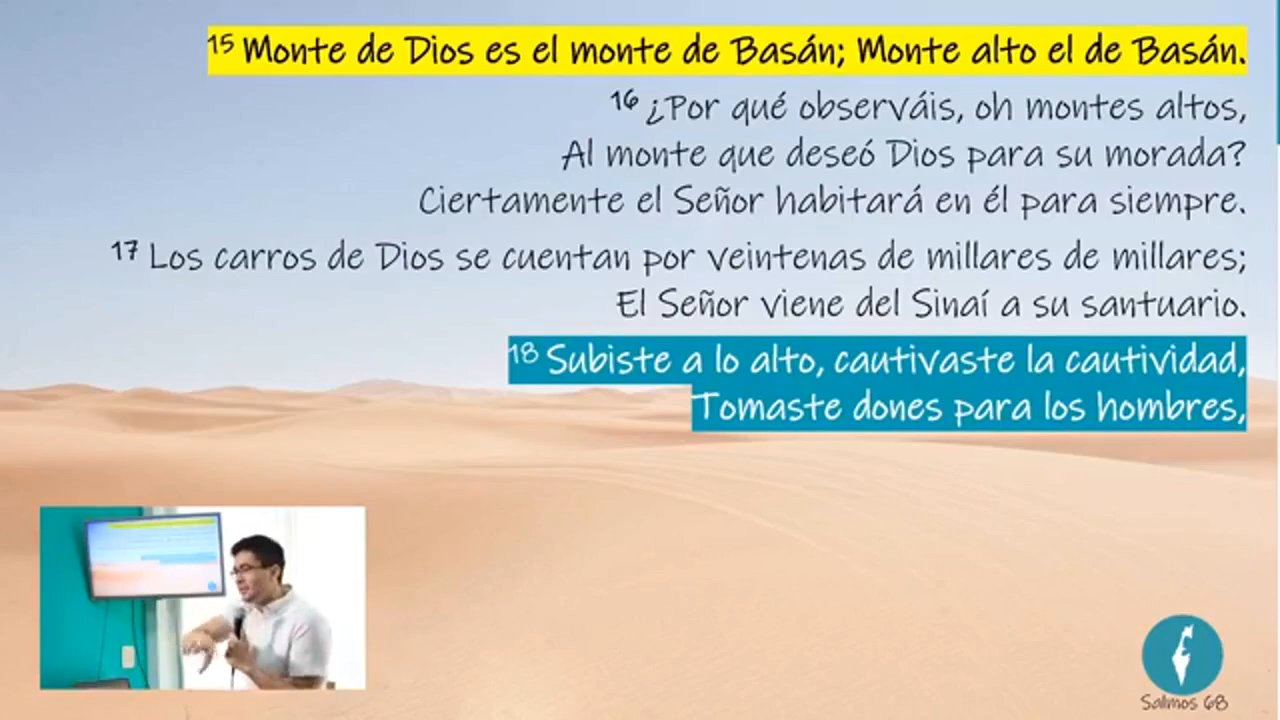 15 Monte de Dios es el monte de Basán; Monte alto el de Basán.
16 ¿Por qué observáis, oh montes altos,
Al monte que deseó Dios para su morada?
Ciertamente el Señor habitará en él para siempre.
17 Los carros de Dios se cuentan por veintenas de millares de millares;
El Señor viene del Sinaí a su santuario.
18 Subiste a lo alto, cautivaste la cautividad,
Tomaste dones para los hombres,
Salmos 68